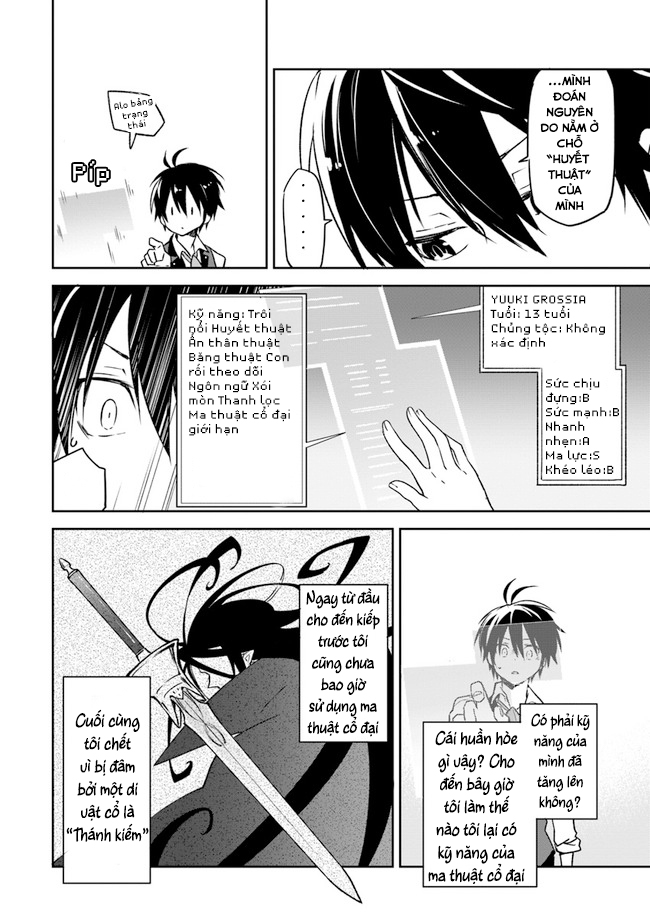 ...MÌNH
ĐOÁN
NGUYÊN
DO NẰM Ở
CHỖ
“HUYẾT
THUẬT”
CỦA
MÌNH
Alo bảng
trạng
thái
Píp
YUUKI GROSSIA
Tuổi: 13 tuổi
Chủng tộc: Không
xác định
Sức chịu
đựng:B
Sức mạnh:B
Nhanh
nhẹn:A
Ma lực:S
Khéo léo:B
Kỹ năng: Trôi
nổi Huyết thuật
Ẩn thân thuật
Băng thuật Con
rối theo dõi
Ngôn ngữ Xói
mòn Thanh lọc
Ma thuật cổ đại
giới hạn
Có phải kỹ
năng của
mình đã
tăng lên
không?
Cái huần hòe
gì vậy? Cho
đến bây giờ
tôi làm thế
nào tôi lại có
kỹ năng của
ma thuật cổ đại
Ngay từ đầu
cho đến kiếp
trước tôi
cũng chưa
bao giờ
sử dụng ma
thuật cổ đại
Cuối cùng
tôi chết
vì bị đâm
bởi một di
vật cổ là
“Thánh kiếm”